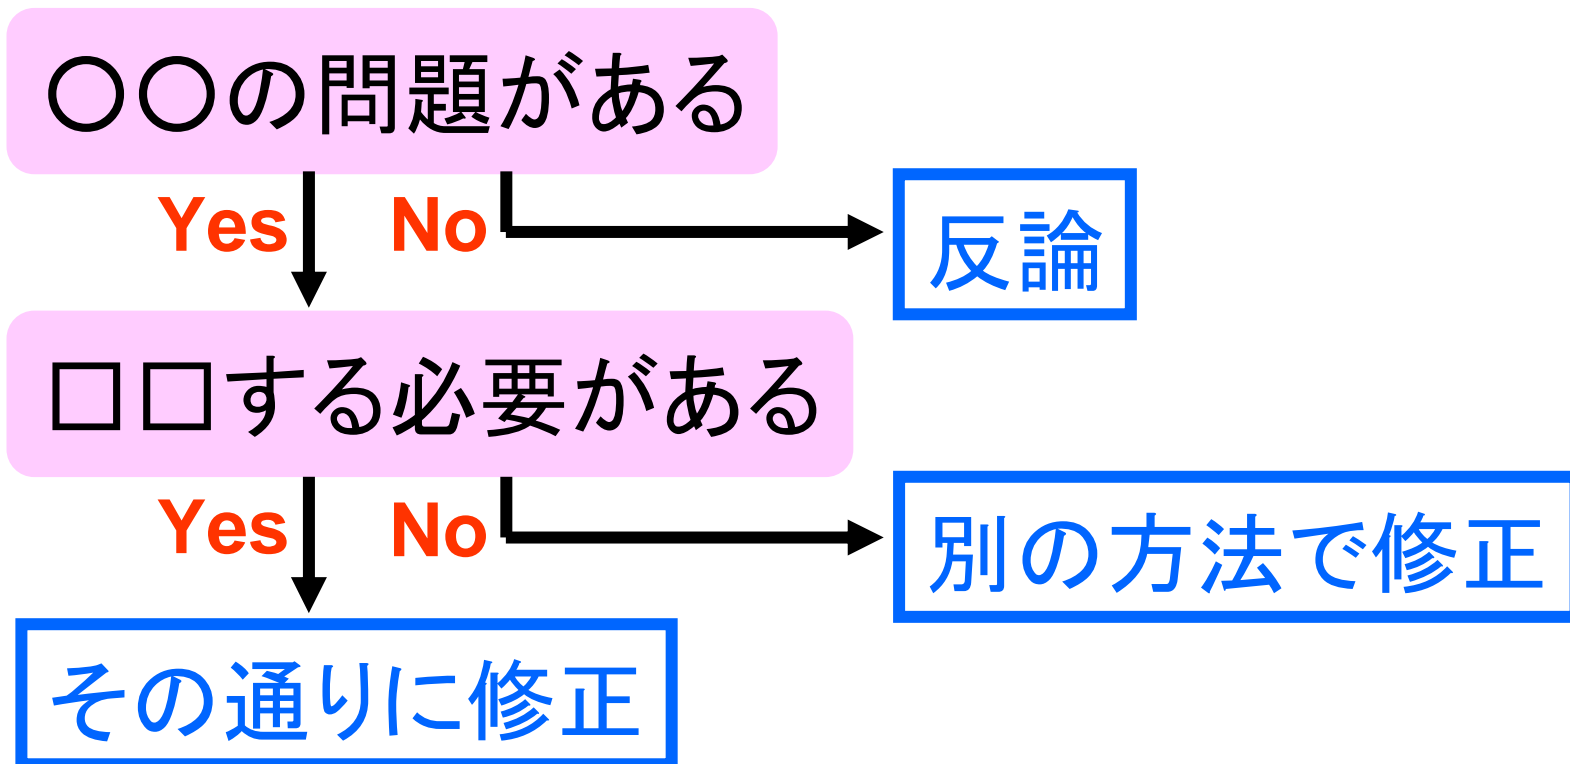 ○○の問題がある
Yes
No
反論
□□する必要がある
Yes
No
別の方法で修正
その通りに修正